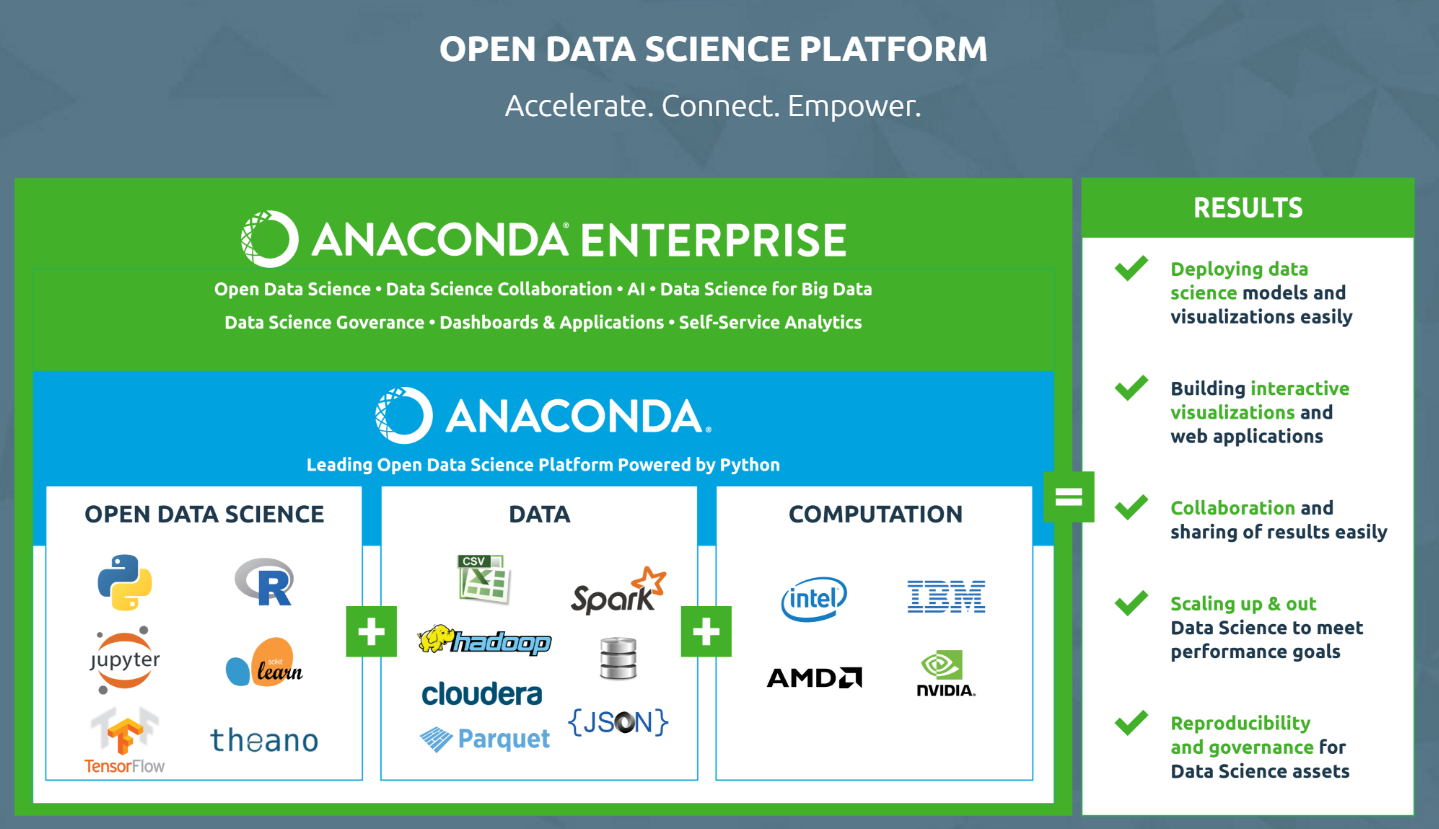 OPEN DATA SCIENCE PLATFORM
Accelerate. Connect. Empower.
ANACONDA® ENTERPRISE
Open Data Science • Data Science Collaboration • AI • Data Science for Big Data
Data Science Goverance • Dashboards & Applications • Self-Service Analytics
ANACONDA®
Leading Open Data Science Platform Powered by Python
OPEN DATA SCIENCE
R
jupyter
scikit
learn
TensorFlow
theano
+
DATA
CSV
X
Spark
hadoop
cloudera
Parquet
{JSON}
+
COMPUTATION
intel
IBM
AMD
nVIDIA.
=
RESULTS
Deploying data
science models and
visualizations easily
Building interactive
visualizations and
web applications
Collaboration and
sharing of results easily
Scaling up & out
Data Science to meet
performance goals
Reproducibility
and governance for
Data Science assets